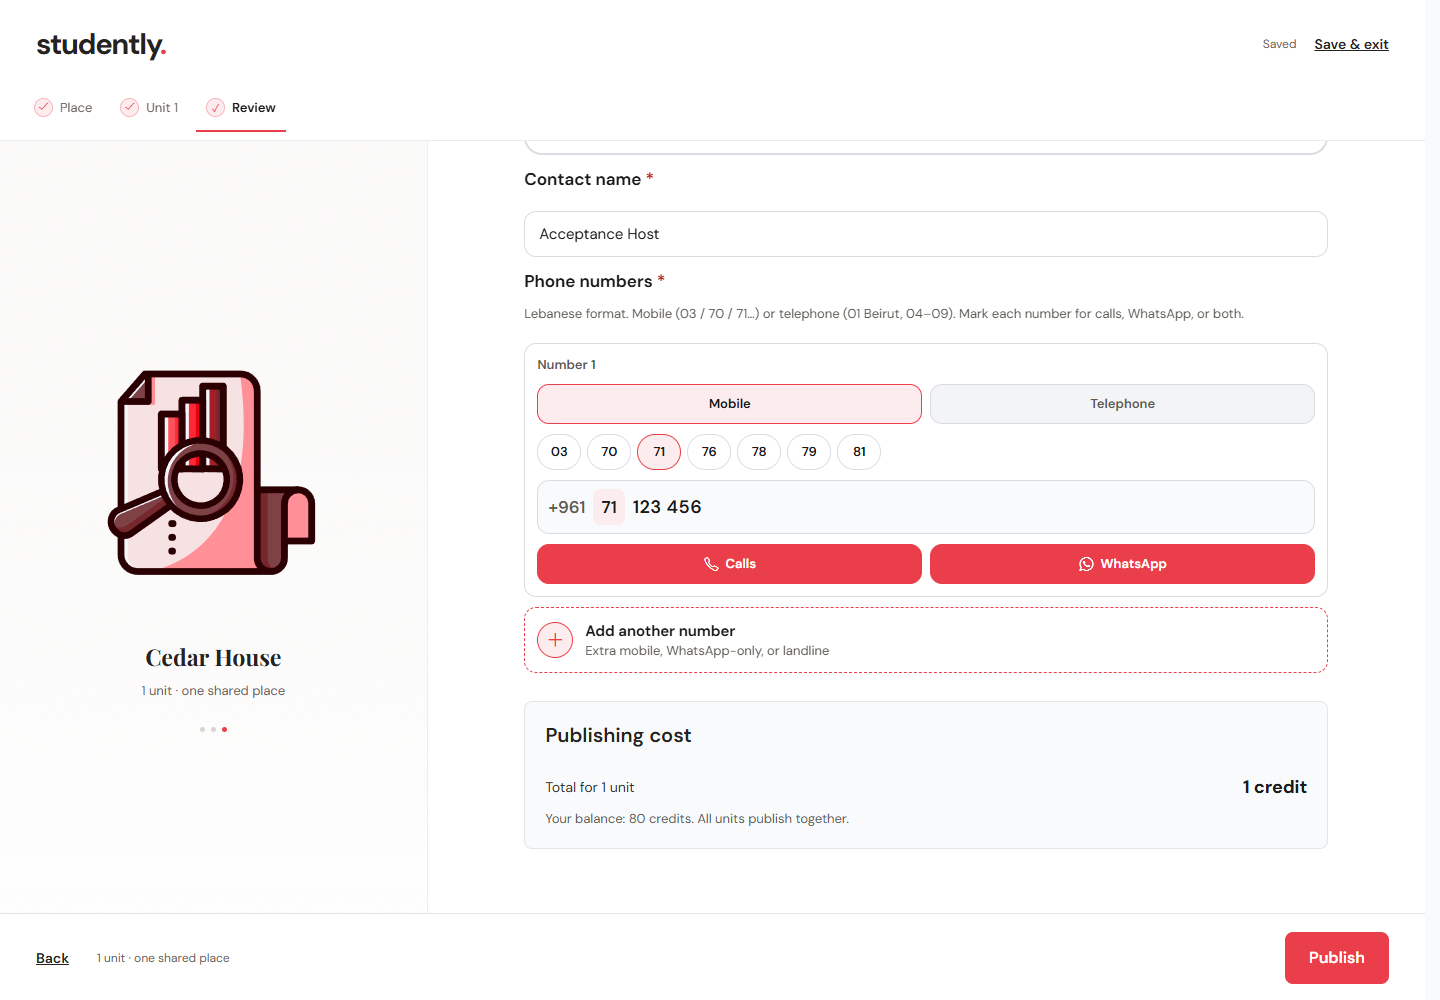 studently.
Saved
Save & exit
Place
Unit 1
Review
Contact name *
Acceptance Host
Phone numbers *
Lebanese format. Mobile (03 / 70 / 71…) or telephone (01 Beirut, 04–09). Mark each number for calls, WhatsApp, or both.
Number 1
Mobile
Telephone
03
70
71
76
78
79
81
+961 71 123 456
Calls
WhatsApp
Add another number
Extra mobile, WhatsApp-only, or landline
Cedar House
1 unit · one shared place
Publishing cost
Total for 1 unit
1 credit
Your balance: 80 credits. All units publish together.
Back
1 unit · one shared place
Publish